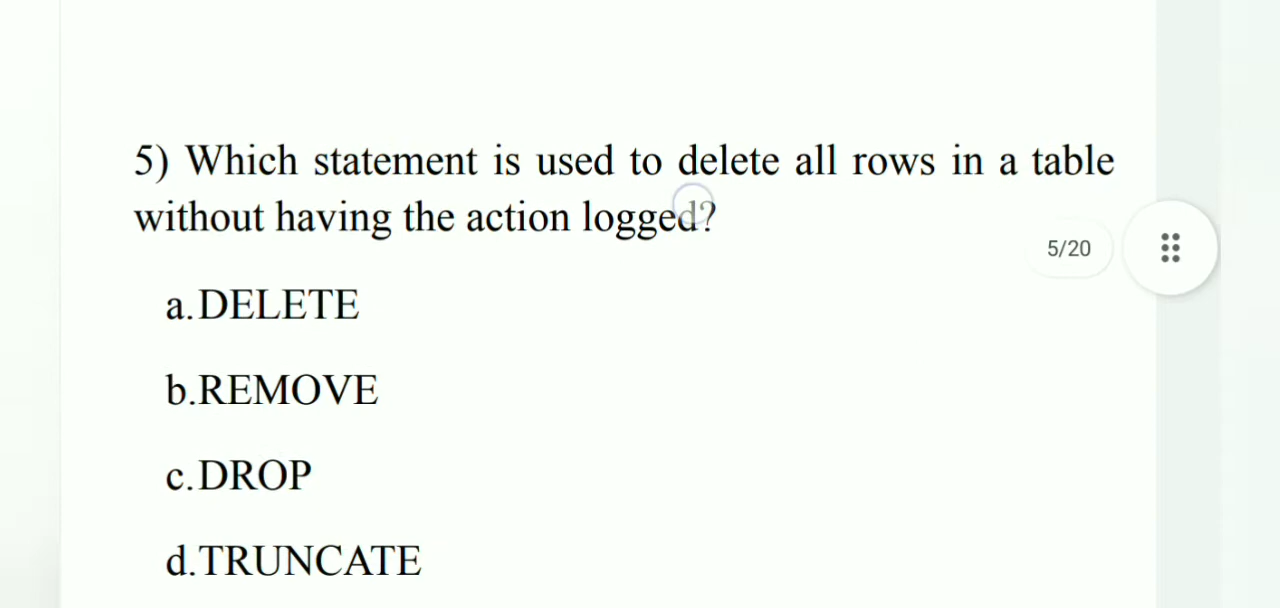 5) Which statement is used to delete all rows in a table
without having the action logged?
5/20
a.DELETE
b.REMOVE
c.DROP
d.TRUNCATE